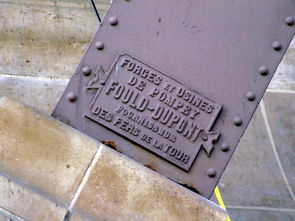 FORGES ET USINES
DE POMPEY
FOULD-DUPONT
FOURNISSEUR
DES FERS DE LA TOUR